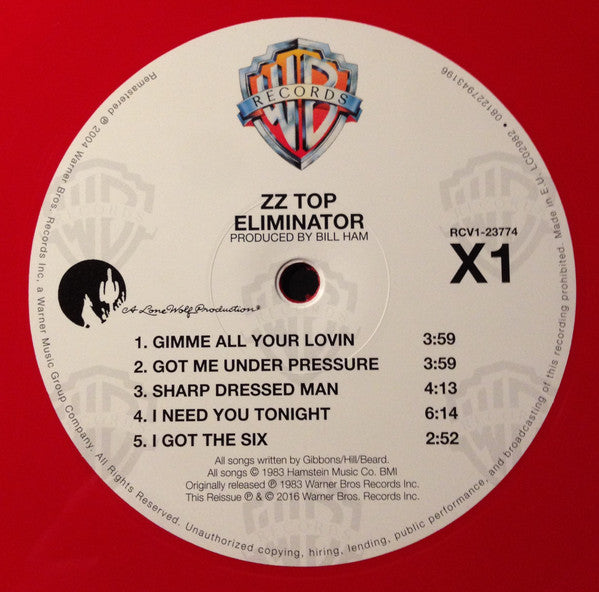 WB
RECORDS
ZZ TOP
ELIMINATOR
PRODUCED BY BILL HAM
RCV1-23774
X1
A Lone Wolf Production®
1. GIMME ALL YOUR LOVIN 3:59
2. GOT ME UNDER PRESSURE 3:59
3. SHARP DRESSED MAN 4:13
4. I NEED YOU TONIGHT 6:14
5. I GOT THE SIX 2:52
All songs written by Gibbons/Hill/Beard.
All songs © 1983 Hamstein Music Co. BMI
Originally released ℗ 1983 Warner Bros. Records Inc.
This Reissue ℗ & © 2016 Warner Bros. Records Inc.
Remastered ℗ 2004 Warner Bros. Records Inc, a Warner Music Group Company. All Rights Reserved. Unauthorized copying, hiring, lending, public performance, and broadcasting of this recording prohibited. Made in E.U. LC02982 • 081227943196